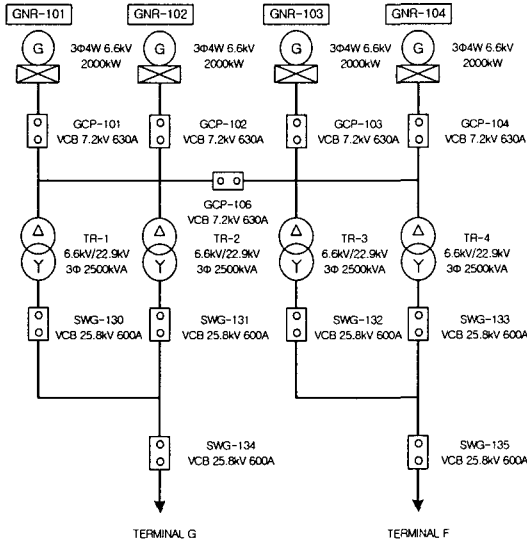 GNR-101 GNR-102 GNR-103 GNR-104
G 3Φ4W 6.6kV G 3Φ4W 6.6kV G 3Φ4W 6.6kV G 3Φ4W 6.6kV
2000kW 2000kW 2000kW 2000kW
GCP-101 GCP-102 GCP-103 GCP-104
VCB 7.2kV 630A VCB 7.2kV 630A VCB 7.2kV 630A VCB 7.2kV 630A
GCP-106
VCB 7.2kV 630A
Δ TR-1 Δ TR-2 Δ TR-3 Δ TR-4
6.6kV/22.9kV 6.6kV/22.9kV 6.6kV/22.9kV 6.6kV/22.9kV
Y 3Φ 2500kVA Y 3Φ 2500kVA Y 3Φ 2500kVA Y 3Φ 2500kVA
SWG-130 SWG-131 SWG-132 SWG-133
VCB 25.8kV 600A VCB 25.8kV 600A VCB 25.8kV 600A VCB 25.8kV 600A
SWG-134 SWG-135
VCB 25.8kV 600A VCB 25.8kV 600A
TERMINAL G TERMINAL F